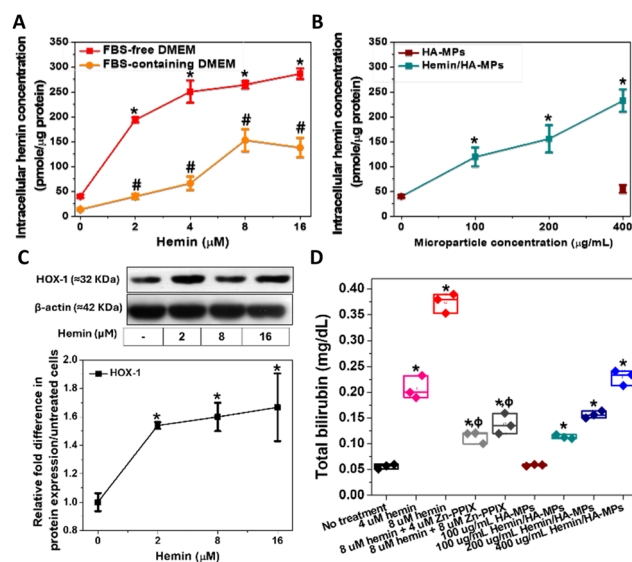 A
FBS-free DMEM
FBS-containing DMEM
Intracellular hemin concentration
(pmole/µg protein)
350
300
250
200
150
100
50
0
* * * *
# # # #
0 2 4 8 16
Hemin (µM)
B
HA-MPs
Hemin/HA-MPs
Intracellular hemin concentration
(pmole/µg protein)
350
300
250
200
150
100
50
0
* * *
0 100 200 400
Microparticle concentration (µg/mL)
C
HOX-1 (≈32 KDa)
β-actin (≈42 KDa)
Hemin (µM) - 2 8 16
HOX-1
Relative fold difference in
protein expression/untreated cells
2.0
1.8
1.6
1.4
1.2
1.0
0.8
* * *
0 2 8 16
Hemin (µM)
D
Total bilirubin (mg/dL)
0.40
0.35
0.30
0.25
0.20
0.15
0.10
0.05
0.00
* * *,ϕ *,ϕ * * *
No treatment
4 uM hemin
8 uM hemin
8 uM hemin + 4 uM Zn-PPIX
8 uM hemin + 8 uM Zn-PPIX
100 ug/mL HA-MPs
100 ug/mL Hemin/HA-MPs
200 ug/mL Hemin/HA-MPs
400 ug/mL Hemin/HA-MPs